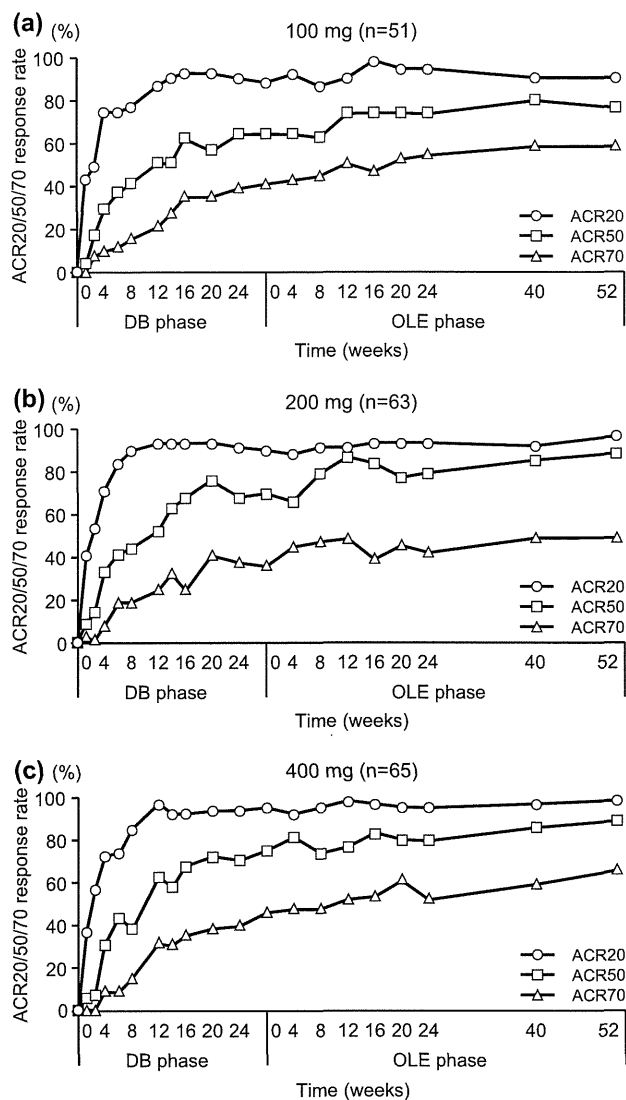 (a) (%) 100 mg (n=51)
ACR20/50/70 response rate
100
80
60
40
20
0
ACR20
ACR50
ACR70
0 4 8 12 16 20 24 0 4 8 12 16 20 24 40 52
DB phase OLE phase
Time (weeks)
(b) (%) 200 mg (n=63)
ACR20/50/70 response rate
100
80
60
40
20
0
ACR20
ACR50
ACR70
0 4 8 12 16 20 24 0 4 8 12 16 20 24 40 52
DB phase OLE phase
Time (weeks)
(c) (%) 400 mg (n=65)
ACR20/50/70 response rate
100
80
60
40
20
0
ACR20
ACR50
ACR70
0 4 8 12 16 20 24 0 4 8 12 16 20 24 40 52
DB phase OLE phase
Time (weeks)